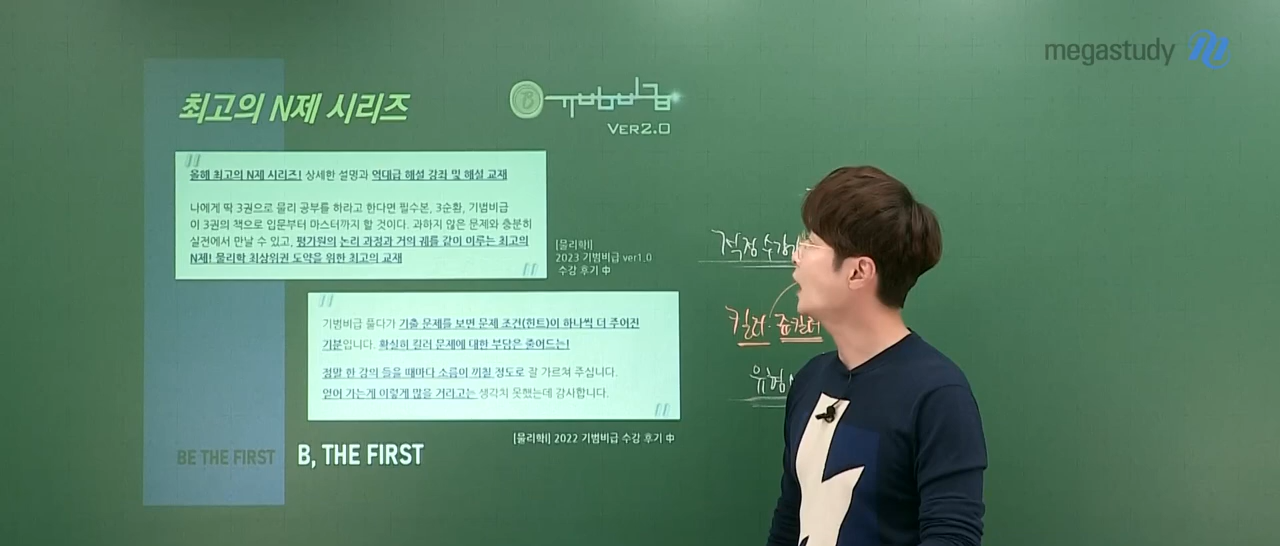 megastudy
최고의 N제 시리즈
기범비급
VER2.0
올해 최고의 N제 시리즈! 상세한 설명과 역대급 해설 강좌 및 해설 교재
나에게 딱 3권으로 물리 공부를 하라고 한다면 필수본, 3순환, 기범비급
이 3권의 책으로 입문부터 마스터까지 할 것이다. 과하지 않은 문제와 충분히
실전에서 만날 수 있고, 평가원의 논리 과정과 거의 궤를 같이 이루는 최고의
N제! 물리학 최상위권 도약을 위한 최고의 교재
[물리학I]
2023 기범비급 ver1.0
수강 후기 中
적정 수강
킬러·준킬러
유형
기범비급 풀다가 기출 문제를 보면 문제 조건(힌트)이 하나씩 더 주어진
기분입니다. 확실히 킬러 문제에 대한 부담은 줄어드는!
정말 한 강의 들을 때마다 소름이 끼칠 정도로 잘 가르쳐 주십니다.
얻어 가는게 이렇게 많을 거라고는 생각치 못했는데 감사합니다.
[물리학I] 2022 기범비급 수강 후기 中
BE THE FIRST
B, THE FIRST